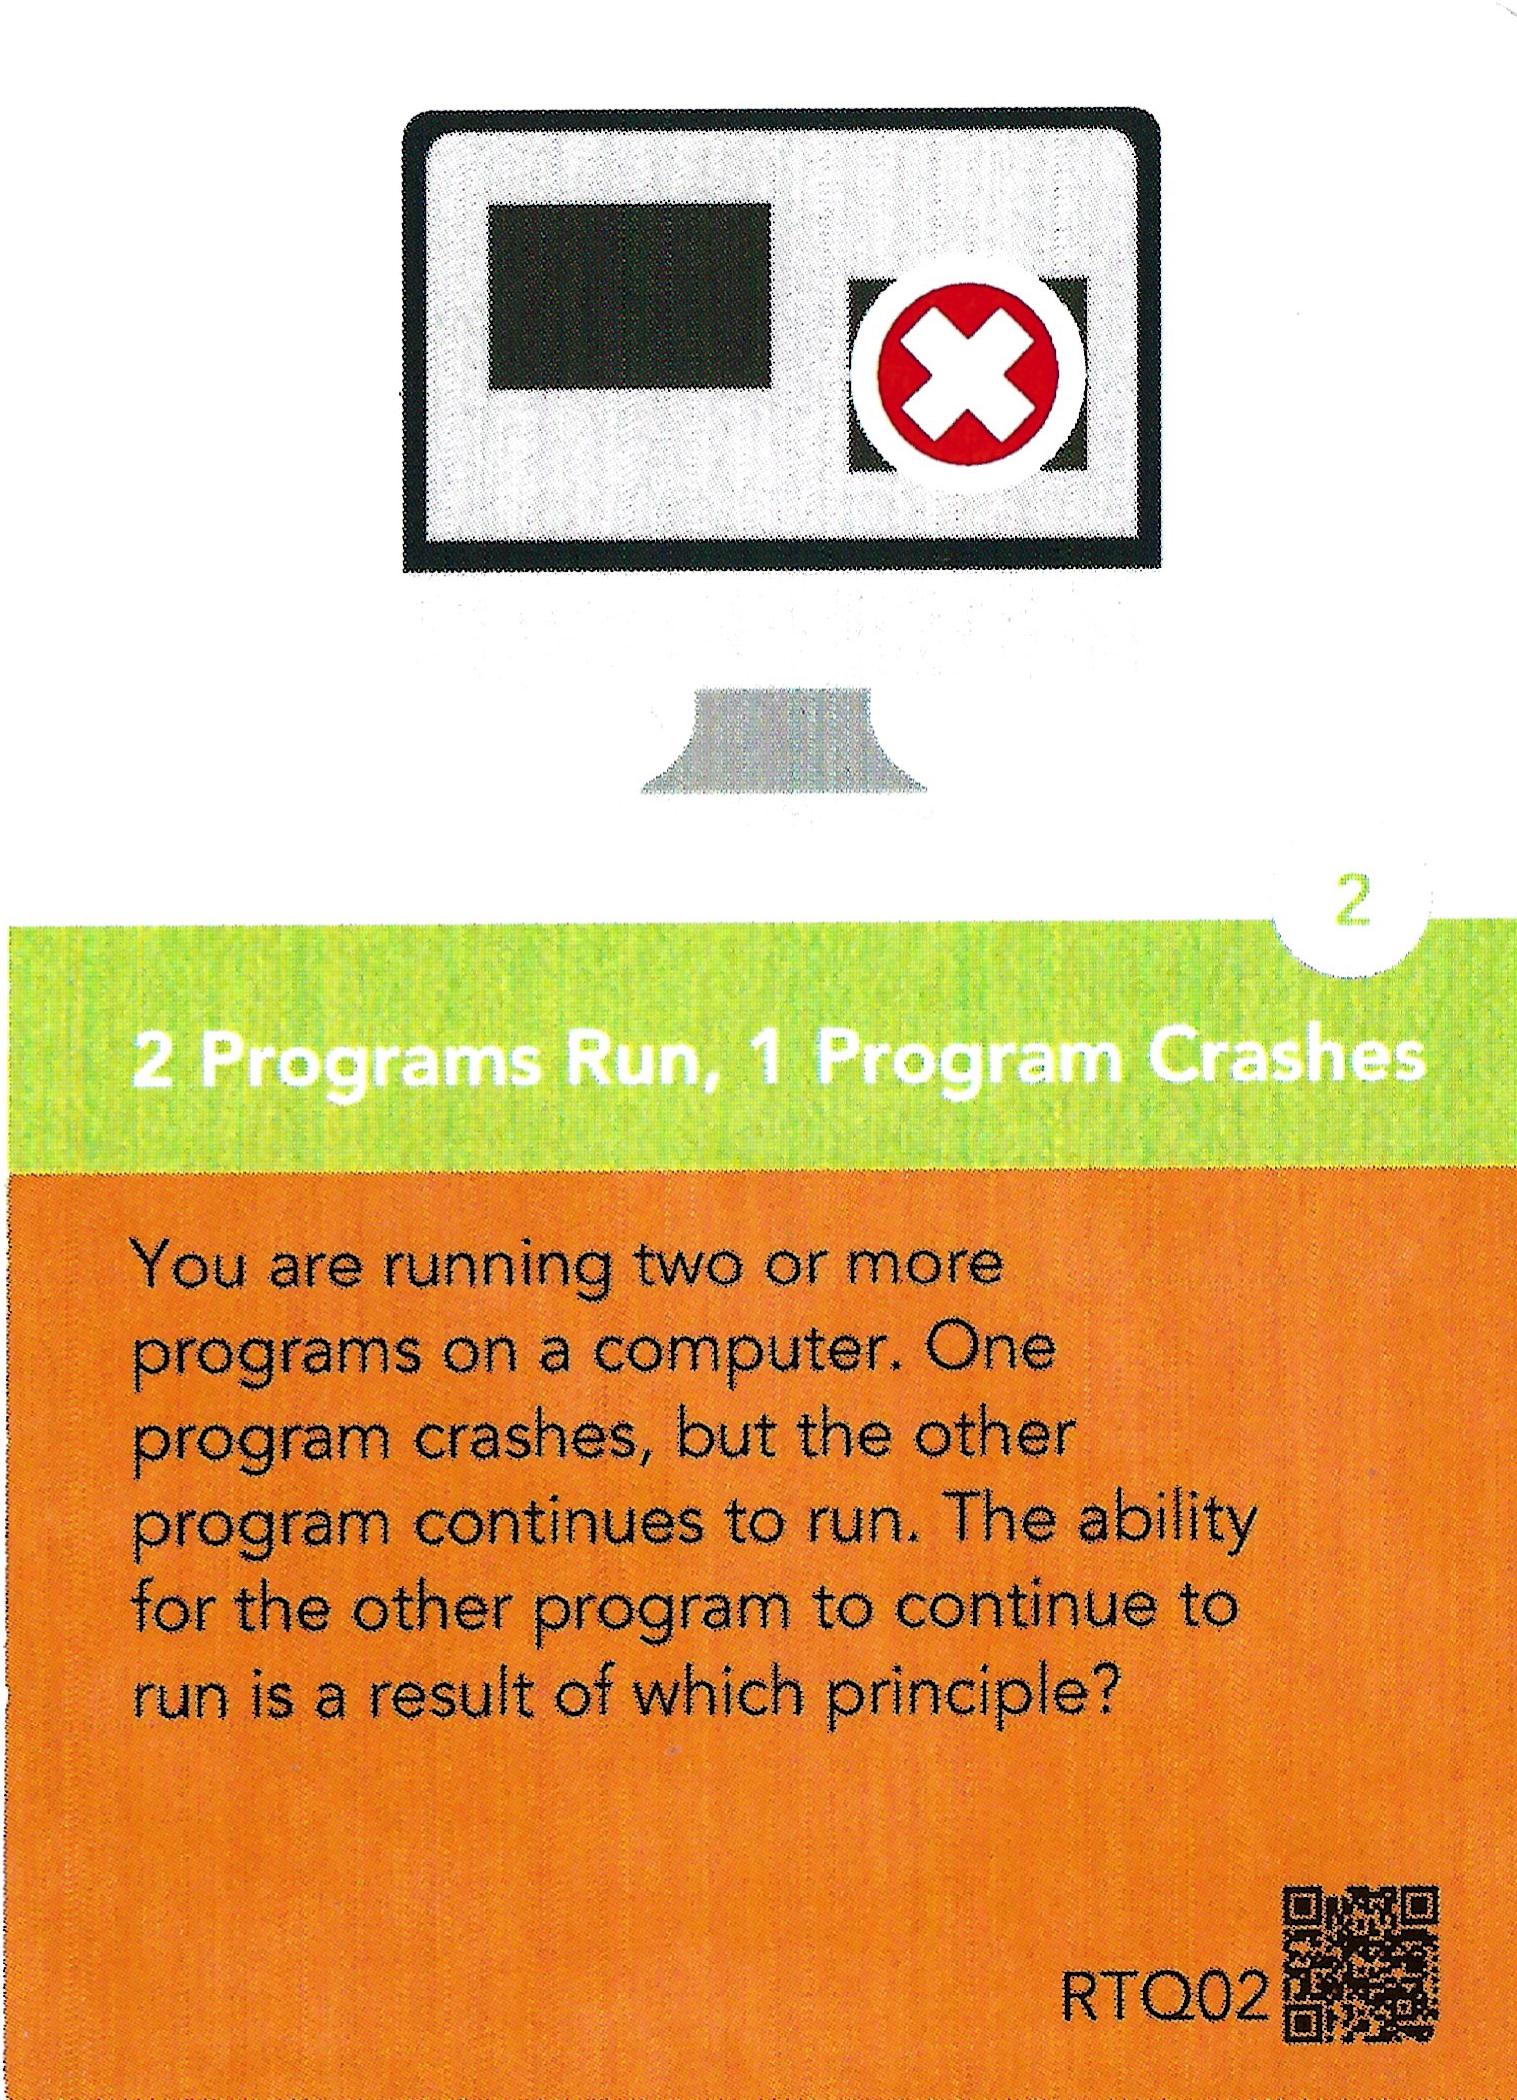 2
2 Programs Run, 1 Program Crashes
You are running two or more
programs on a computer. One
program crashes, but the other
program continues to run. The ability
for the other program to continue to
run is a result of which principle?
RTQ02